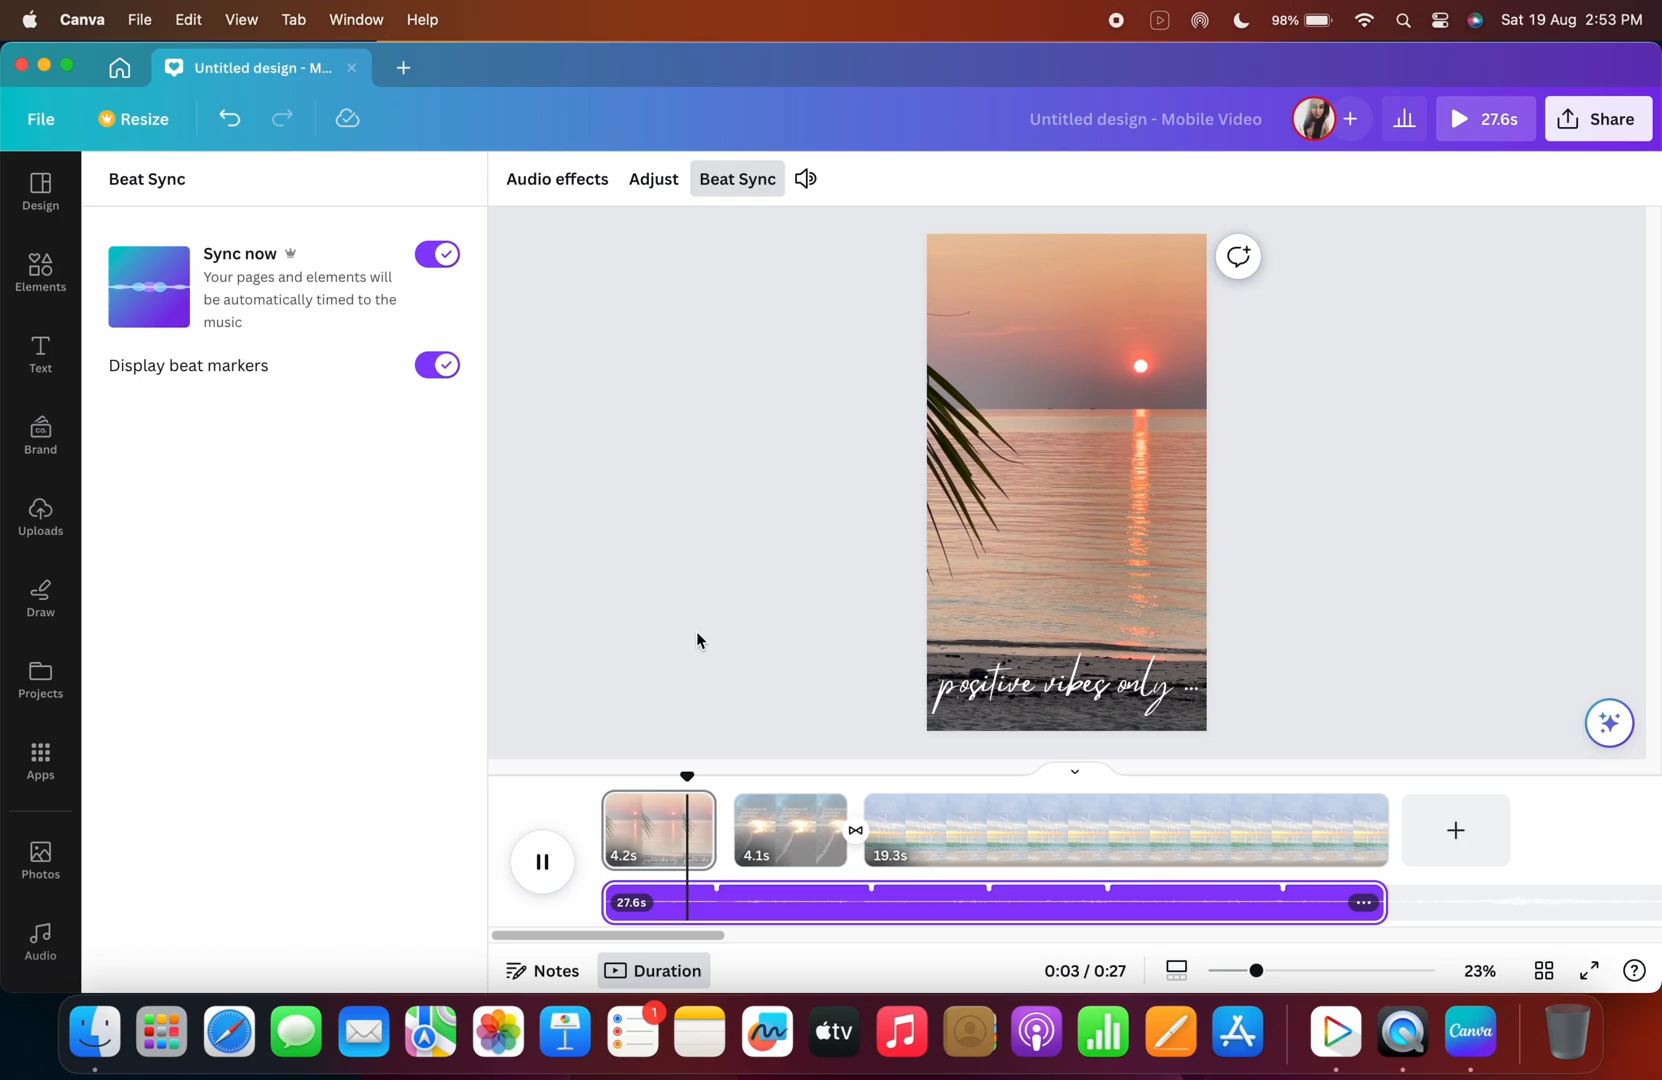 Canva File Edit View Tab Window Help 98% Sat 19 Aug 2:53 PM
Untitled design - M...
File Resize Untitled design - Mobile Video 27.6s Share
Beat Sync
Audio effects Adjust Beat Sync
Design
Elements
Text
CO.
Brand
Uploads
Draw
Projects
Apps
Photos
Audio
Sync now
Your pages and elements will
be automatically timed to the
music
Display beat markers
positive vibes only ...
4.2s 4.1s 19.3s
27.6s
Notes Duration 0:03 / 0:27 23%
1
tv
Canva